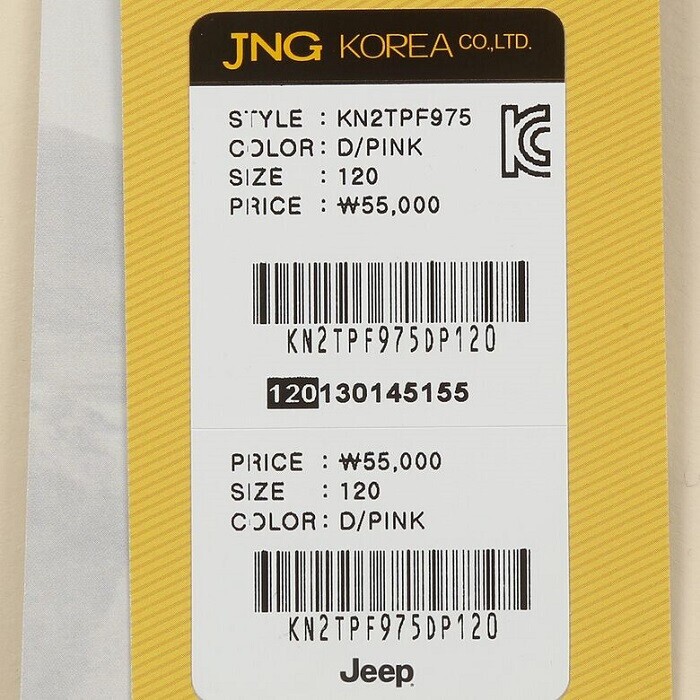 JNG KOREA CO.,LTD.
STYLE : KN2TPF975
COLOR : D/PINK
SIZE : 120
PRICE : ₩55,000
KC
KN2TPF975DP120
120130145155
PRICE : ₩55,000
SIZE : 120
COLOR : D/PINK
KN2TPF975DP120
Jeep